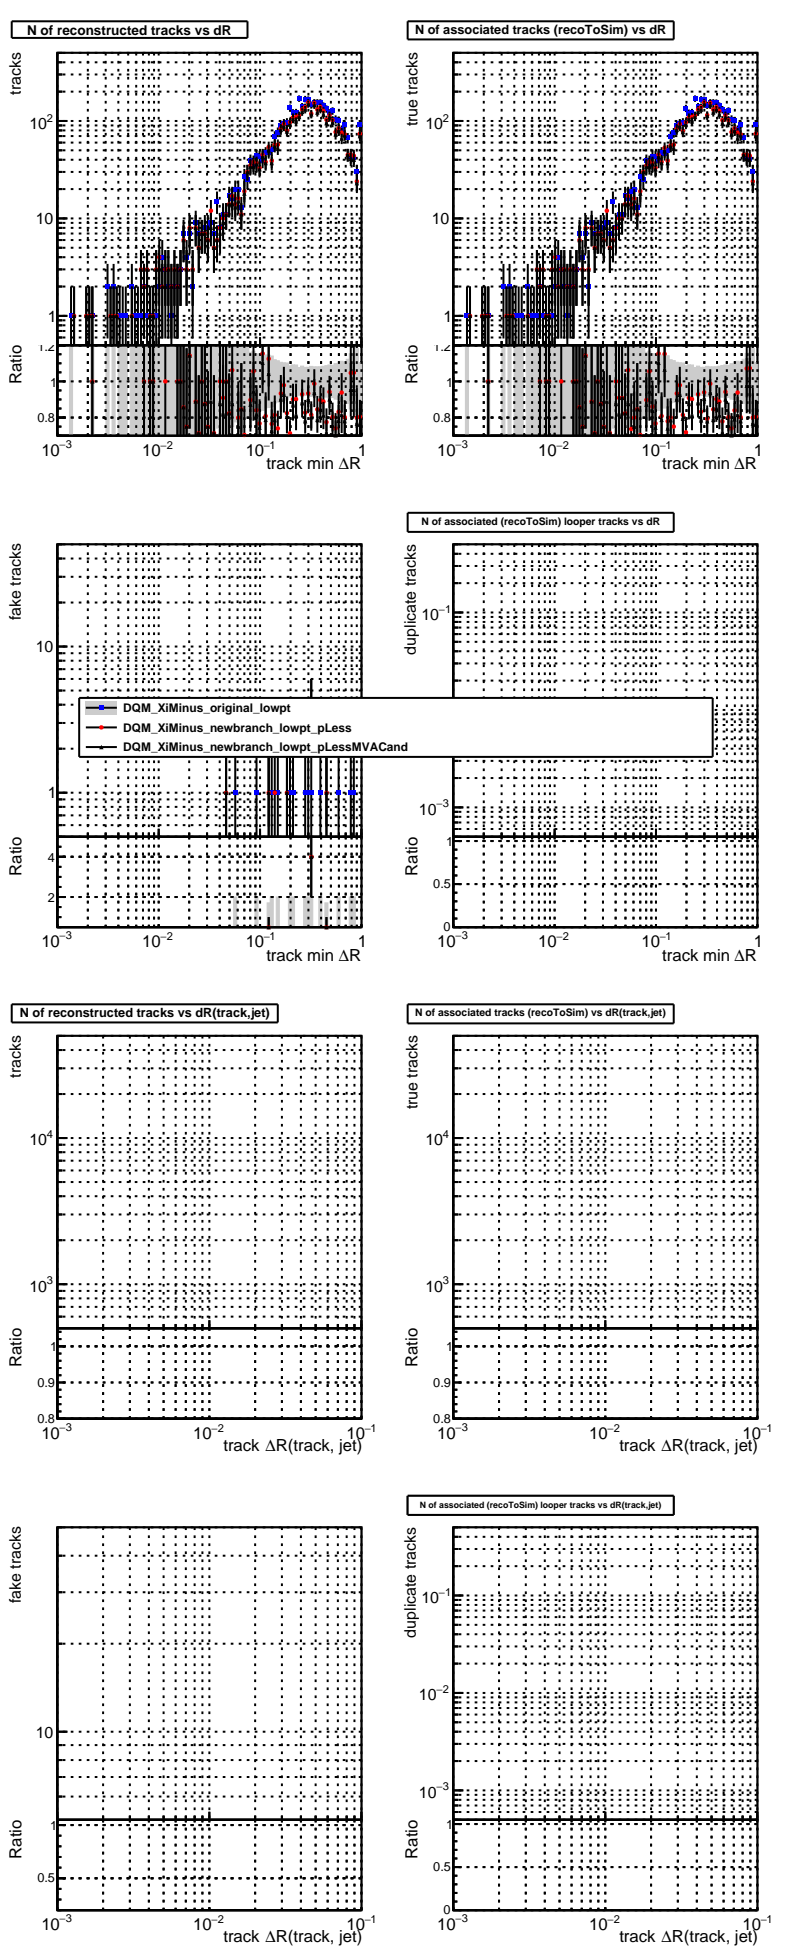 N of reconstructed tracks vs dR
tracks
10²
10
1
Ratio
1.2
1
0.8
10⁻³
10⁻²
10⁻¹
1
track min ΔR
N of associated tracks (recoToSim) vs dR
true tracks
10²
10
1
Ratio
1.2
1
0.8
10⁻³
10⁻²
10⁻¹
1
track min ΔR
fake tracks
10
1
Ratio
4
2
10⁻³
10⁻²
10⁻¹
1
track min ΔR
N of associated (recoToSim) looper tracks vs dR
duplicate tracks
10⁻¹
10⁻³
Ratio
1
0.5
0
10⁻³
10⁻²
10⁻¹
1
track min ΔR
DQM_XiMinus_original_lowpt
DQM_XiMinus_newbranch_lowpt_pLess
DQM_XiMinus_newbranch_lowpt_pLessMVACand
N of reconstructed tracks vs dR(track,jet)
tracks
10⁴
10³
Ratio
1
0.9
0.8
10⁻³
10⁻²
10⁻¹
track ΔR(track, jet)
N of associated tracks (recoToSim) vs dR(track,jet)
true tracks
10⁴
10³
Ratio
1
0.9
0.8
10⁻³
10⁻²
10⁻¹
track ΔR(track, jet)
fake tracks
10
Ratio
1
0.5
10⁻³
10⁻²
10⁻¹
track ΔR(track, jet)
N of associated (recoToSim) looper tracks vs dR(track,jet)
duplicate tracks
10⁻¹
10⁻²
10⁻³
Ratio
1
0.5
0
10⁻³
10⁻²
10⁻¹
track ΔR(track, jet)